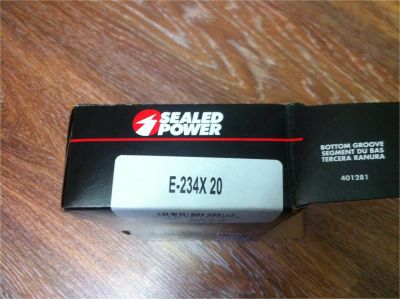 SEALED
POWER
E-234X 20
BOTTOM GROOVE
SEGMENT DU BAS
TERCERA RANURA
401281